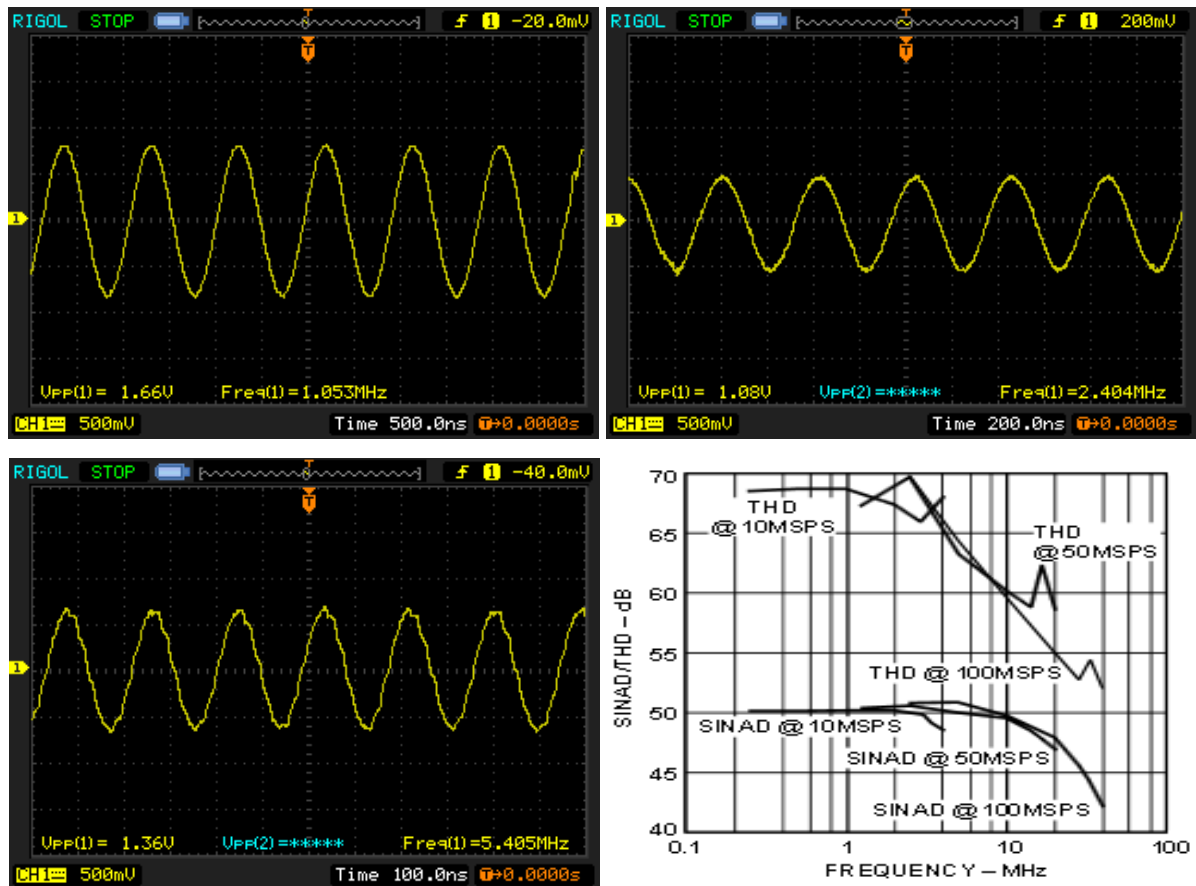 RIGOL STOP T 1 -20.0mV
T
1
Vpp(1)= 1.66V Freq(1)=1.053MHz
CH1 500mV Time 500.0ns T→0.0000s
RIGOL STOP T 1 200mV
T
1
Vpp(1)= 1.08V Vpp(2)=***** Freq(1)=2.404MHz
CH1 500mV Time 200.0ns T→0.0000s
RIGOL STOP T 1 -40.0mV
T
1
Vpp(1)= 1.36V Vpp(2)=***** Freq(1)=5.405MHz
CH1 500mV Time 100.0ns T→0.0000s
SINAD/THD – dB
70
65
60
55
50
45
40
THD
@ 10MSPS
THD
@ 50MSPS
THD @ 100MSPS
SINAD @ 10MSPS
SINAD @ 50MSPS
SINAD @ 100MSPS
0.1 1 10 100
FREQUENCY – MHz